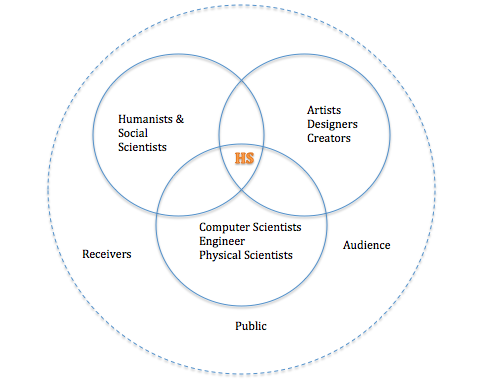 Humanists &
Social
Scientists
Artists
Designers
Creators
HS
Computer Scientists
Engineer
Physical Scientists
Receivers
Audience
Public